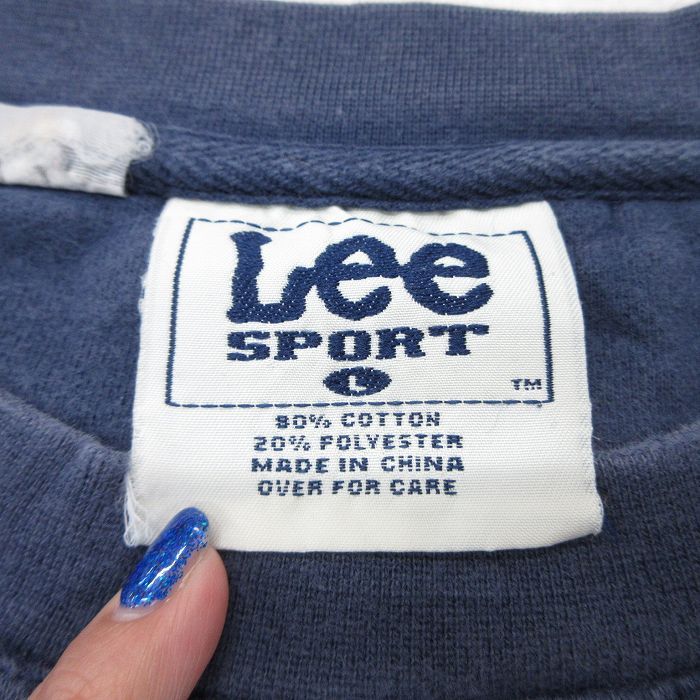 Lee
SPORT
L
TM
80% COTTON
20% POLYESTER
MADE IN CHINA
OVER FOR CARE